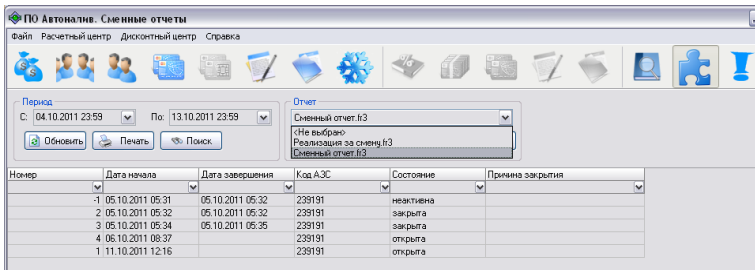 ПО Автоналив. Сменные отчеты
Файл Расчетный центр Дисконтный центр Справка
Период
С: 04.10.2011 23:59 По: 13.10.2011 23:59
Обновить Печать Поиск
Отчет
Сменный отчет.fr3
<Не выбран>
Реализация за смену.fr3
Сменный отчет.fr3
Номер Дата начала Дата завершения Код АЗС Состояние Причина закрытия
-1 05.10.2011 05:31 05.10.2011 05:32 239191 неактивна
2 05.10.2011 05:32 05.10.2011 05:32 239191 закрыта
3 05.10.2011 05:34 05.10.2011 05:35 239191 закрыта
4 06.10.2011 08:37 239191 открыта
1 11.10.2011 12:16 239191 открыта